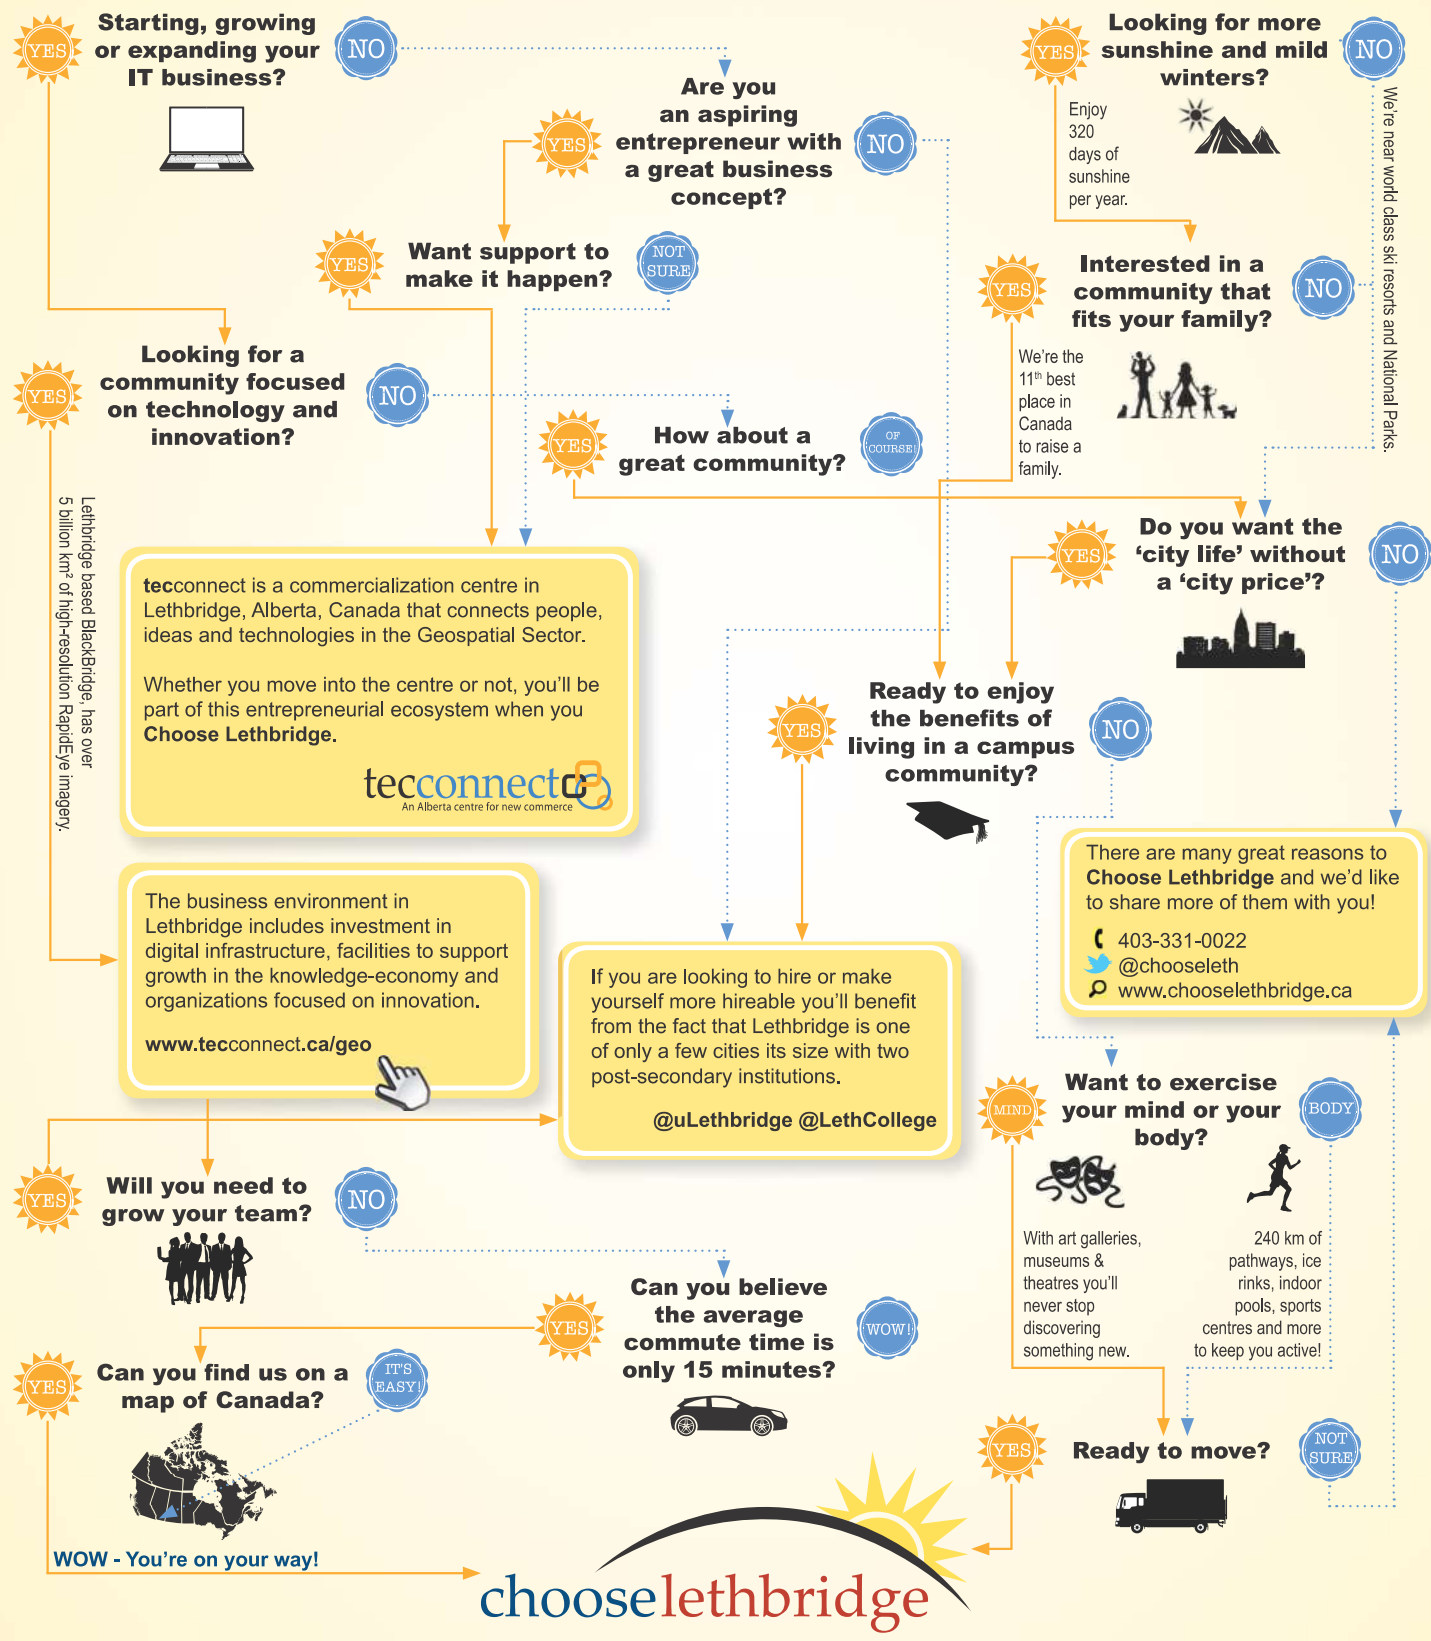 YES
Starting, growing
or expanding your
IT business?
NO
Are you
an aspiring
entrepreneur with
a great business
concept?
YES
NO
Looking for more
sunshine and mild
winters?
YES
NO
Enjoy
320
days of
sunshine
per year.
We're near world class ski resorts and National Parks.
YES
Want support to
make it happen?
NOT
SURE
YES
Interested in a
community that
fits your family?
NO
We're the
11th best
place in
Canada
to raise a
family.
YES
Looking for a
community focused
on technology and
innovation?
NO
YES
How about a
great community?
OF
COURSE!
Lethbridge based BlackBridge, has over
5 billion km² of high-resolution RapidEye imagery.
YES
Do you want the
'city life' without
a 'city price'?
NO
tecconnect is a commercialization centre in
Lethbridge, Alberta, Canada that connects people,
ideas and technologies in the Geospatial Sector.
Whether you move into the centre or not, you'll be
part of this entrepreneurial ecosystem when you
Choose Lethbridge.
tecconnect
An Alberta centre for new commerce
YES
Ready to enjoy
the benefits of
living in a campus
community?
NO
There are many great reasons to
Choose Lethbridge and we'd like
to share more of them with you!
403-331-0022
@chooseleth
www.chooselethbridge.ca
The business environment in
Lethbridge includes investment in
digital infrastructure, facilities to support
growth in the knowledge-economy and
organizations focused on innovation.
www.tecconnect.ca/geo
If you are looking to hire or make
yourself more hireable you'll benefit
from the fact that Lethbridge is one
of only a few cities its size with two
post-secondary institutions.
@uLethbridge @LethCollege
MIND
Want to exercise
your mind or your
body?
BODY
With art galleries,
museums &
theatres you'll
never stop
discovering
something new.
240 km of
pathways, ice
rinks, indoor
pools, sports
centres and more
to keep you active!
YES
Will you need to
grow your team?
NO
YES
Can you believe
the average
commute time is
only 15 minutes?
WOW!
YES
Can you find us on a
map of Canada?
IT'S
EASY!
YES
Ready to move?
NOT
SURE
WOW - You're on your way!
chooselethbridge